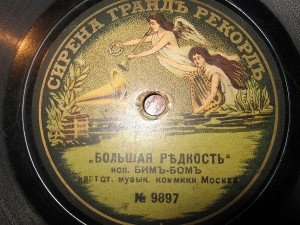 СИРЕНА ГРАНДЪ РЕКОРДЪ
„БОЛЬШАЯ РѢДКОСТЬ“
исп. БИМЪ-БОМЪ
музык. комики, Москва
№ 9897